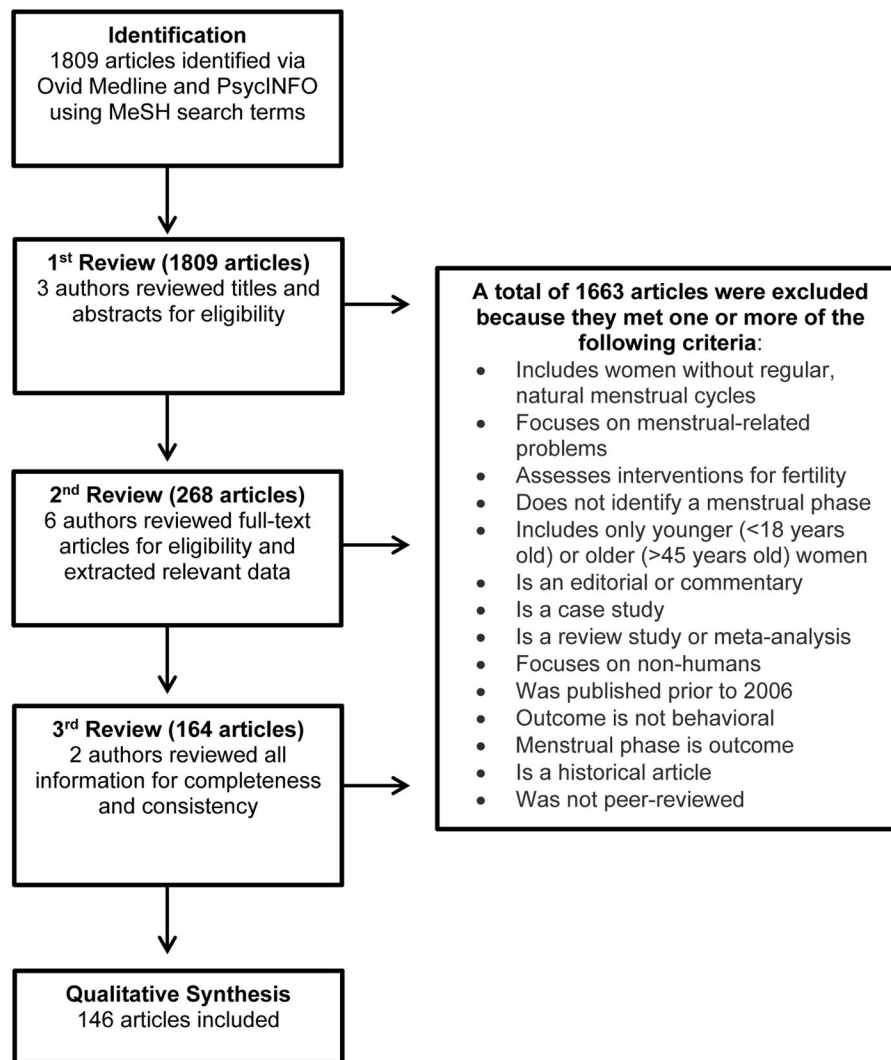 Identification
1809 articles identified via
Ovid Medline and PsycINFO
using MeSH search terms
1st Review (1809 articles)
3 authors reviewed titles and
abstracts for eligibility
2nd Review (268 articles)
6 authors reviewed full-text
articles for eligibility and
extracted relevant data
3rd Review (164 articles)
2 authors reviewed all
information for completeness
and consistency
Qualitative Synthesis
146 articles included
A total of 1663 articles were excluded
because they met one or more of the
following criteria:
• Includes women without regular,
natural menstrual cycles
• Focuses on menstrual-related
problems
• Assesses interventions for fertility
• Does not identify a menstrual phase
• Includes only younger (<18 years
old) or older (>45 years old) women
• Is an editorial or commentary
• Is a case study
• Is a review study or meta-analysis
• Focuses on non-humans
• Was published prior to 2006
• Outcome is not behavioral
• Menstrual phase is outcome
• Is a historical article
• Was not peer-reviewed